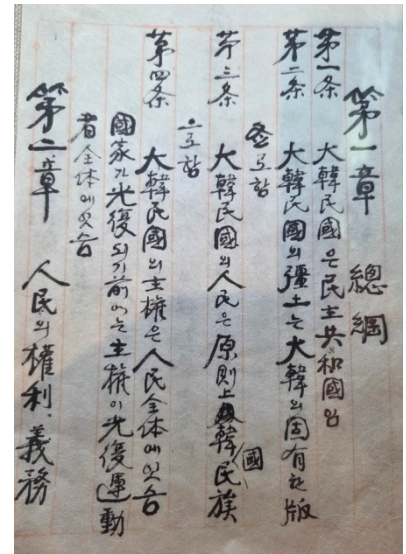 第一章 總綱
第一条 大韓民國은民主共和國임
第二条 大韓民國의彊土는大韓의固有한版
圖로함
第三条 大韓民國의人民은原則上韓國民族
으로함
第四条 大韓民國의主權은人民全体에잇슴
國家가光復되기前에는主權이光復運動
者全体에잇슴
第二章 人民의權利,義務